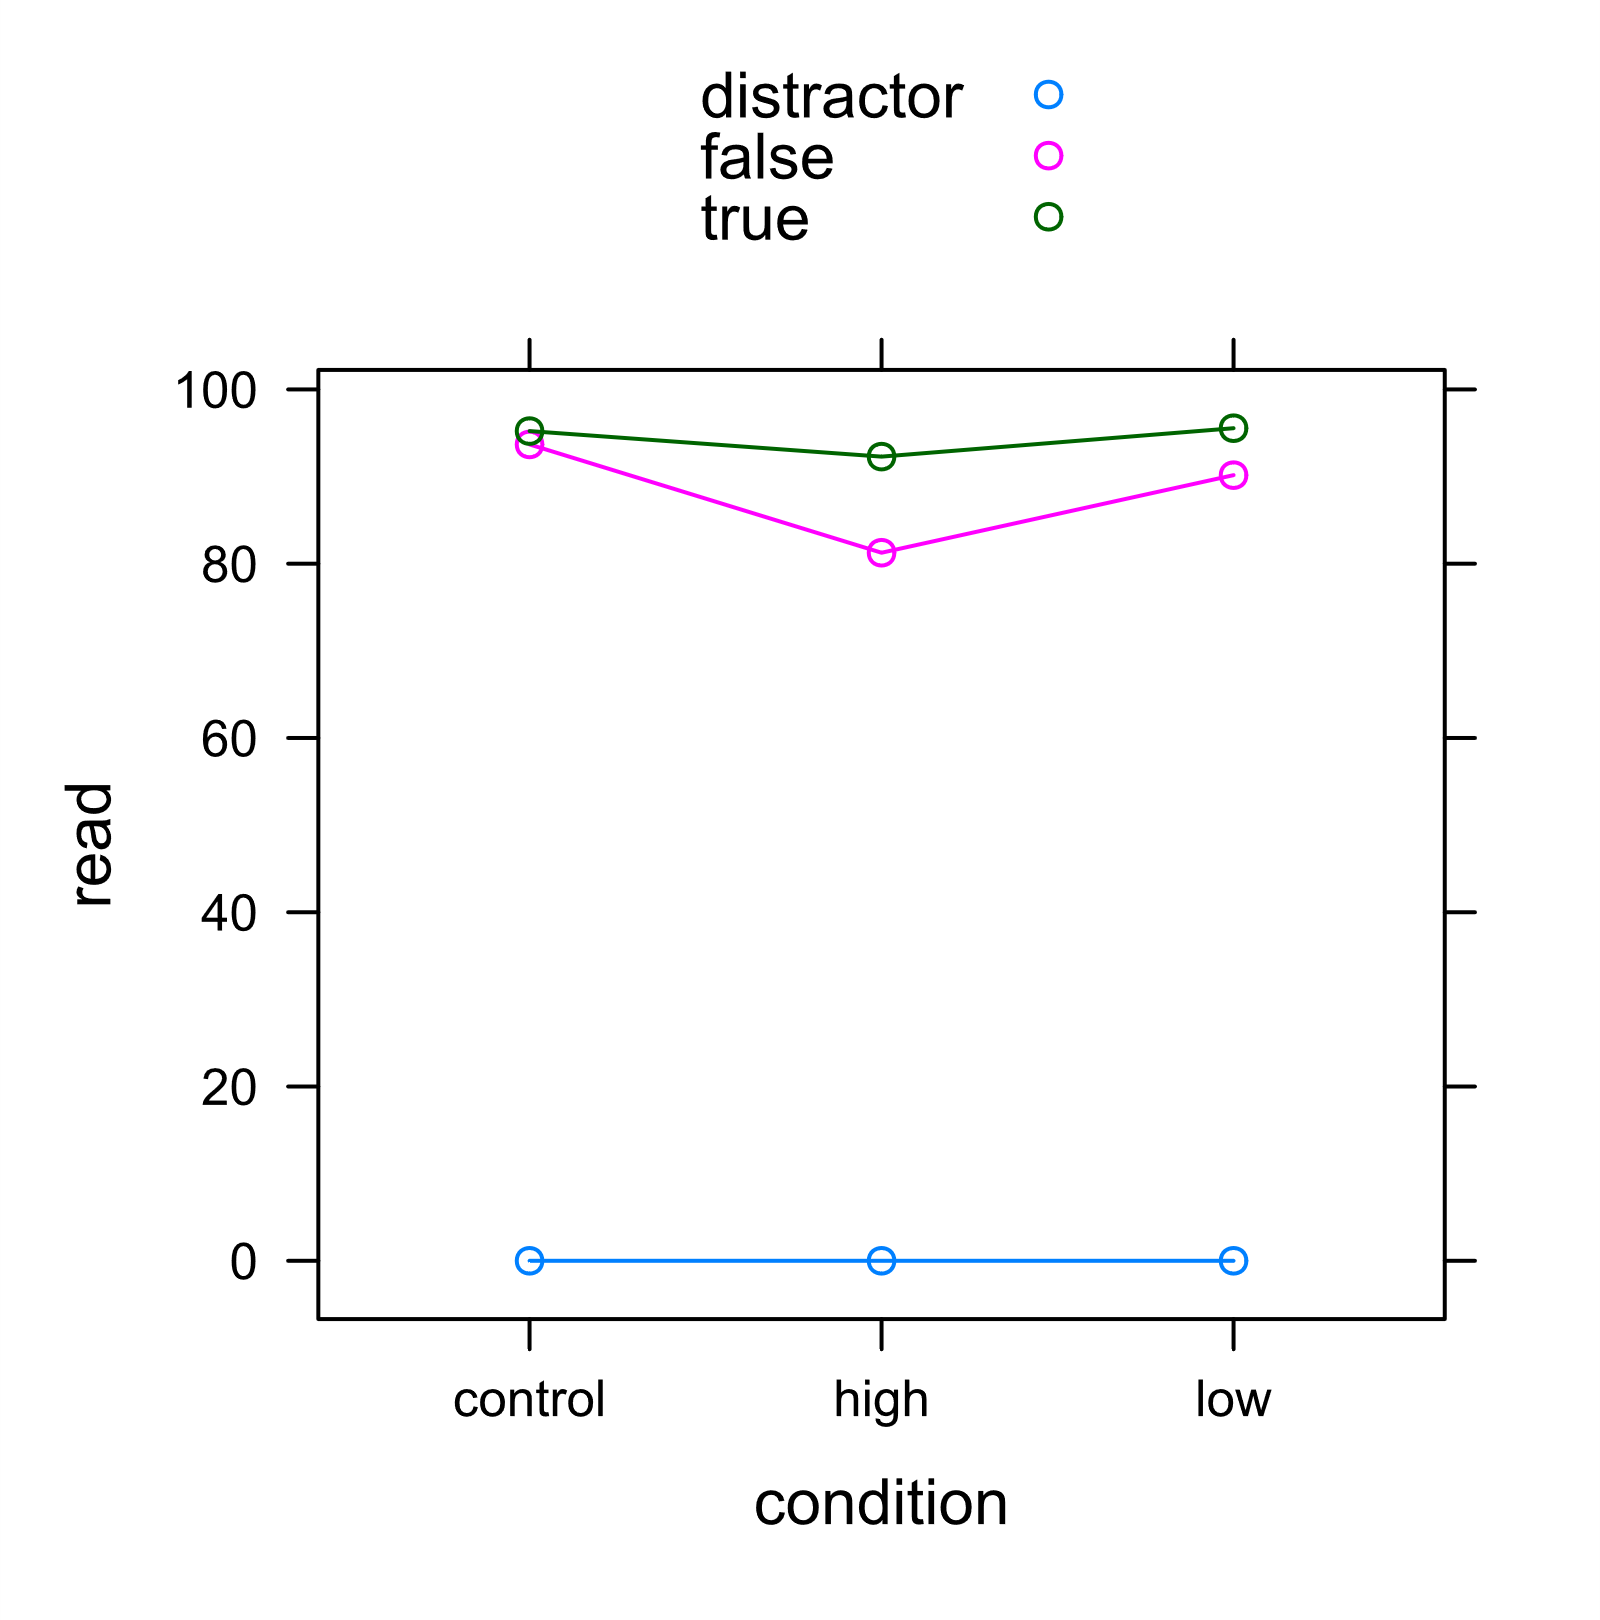 distractor
false
true
100
80
60
40
20
0
read
control high low
condition